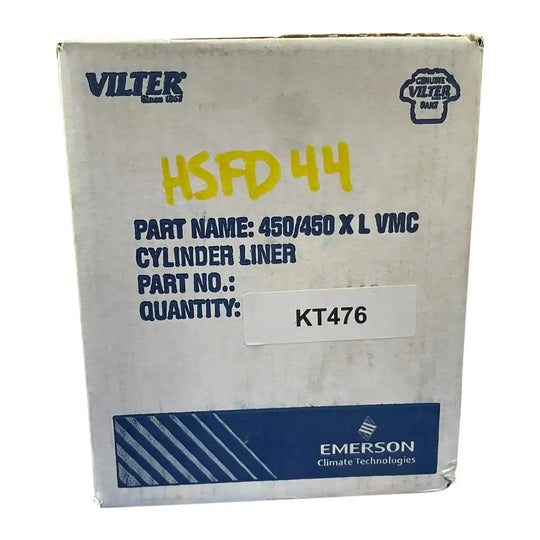 VILTER®
Since 1867
GENUINE
VILTER
PART
HSFD 44
PART NAME: 450/450 X L VMC
CYLINDER LINER
PART NO.:
QUANTITY:
KT476
EMERSON
Climate Technologies